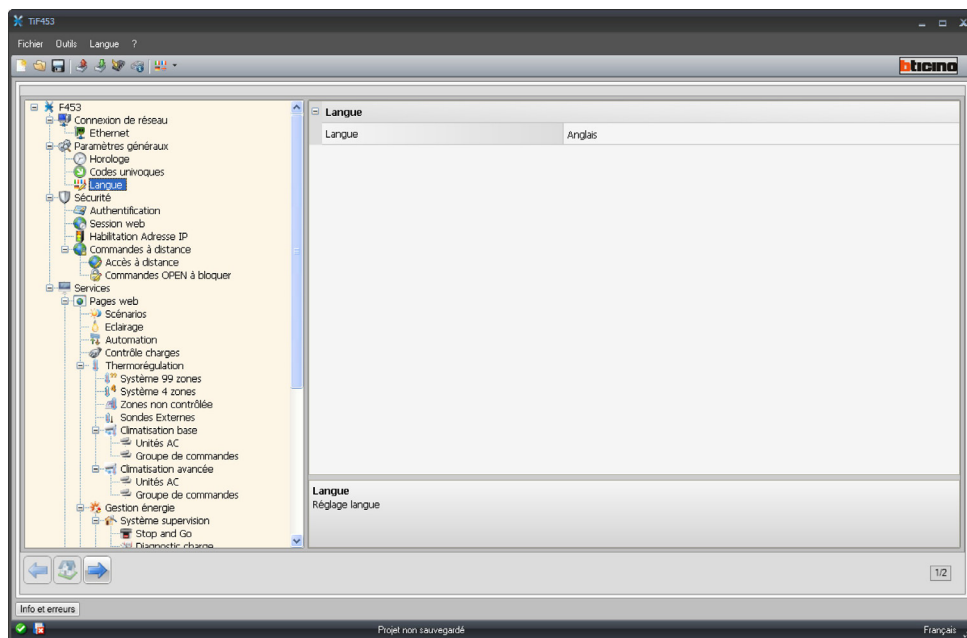 TiF453
Fichier Outils Langue ?
bticino
F453
Connexion de réseau
Ethernet
Paramètres généraux
Horologe
Codes univoques
Langue
Sécurité
Authentification
Session web
Habilitation Adresse IP
Commandes à distance
Accès à distance
Commandes OPEN à bloquer
Services
Pages web
Scénarios
Eclairage
Automation
Contrôle charges
Thermorégulation
Système 99 zones
Système 4 zones
Zones non contrôlée
Sondes Externes
Climatisation base
Unités AC
Groupe de commandes
Climatisation avancée
Unités AC
Groupe de commandes
Gestion énergie
Système supervision
Stop and Go
Diagnostic charge
Langue
Langue Anglais
Langue
Réglage langue
1/2
Info et erreurs
Projet non sauvegardé
Français